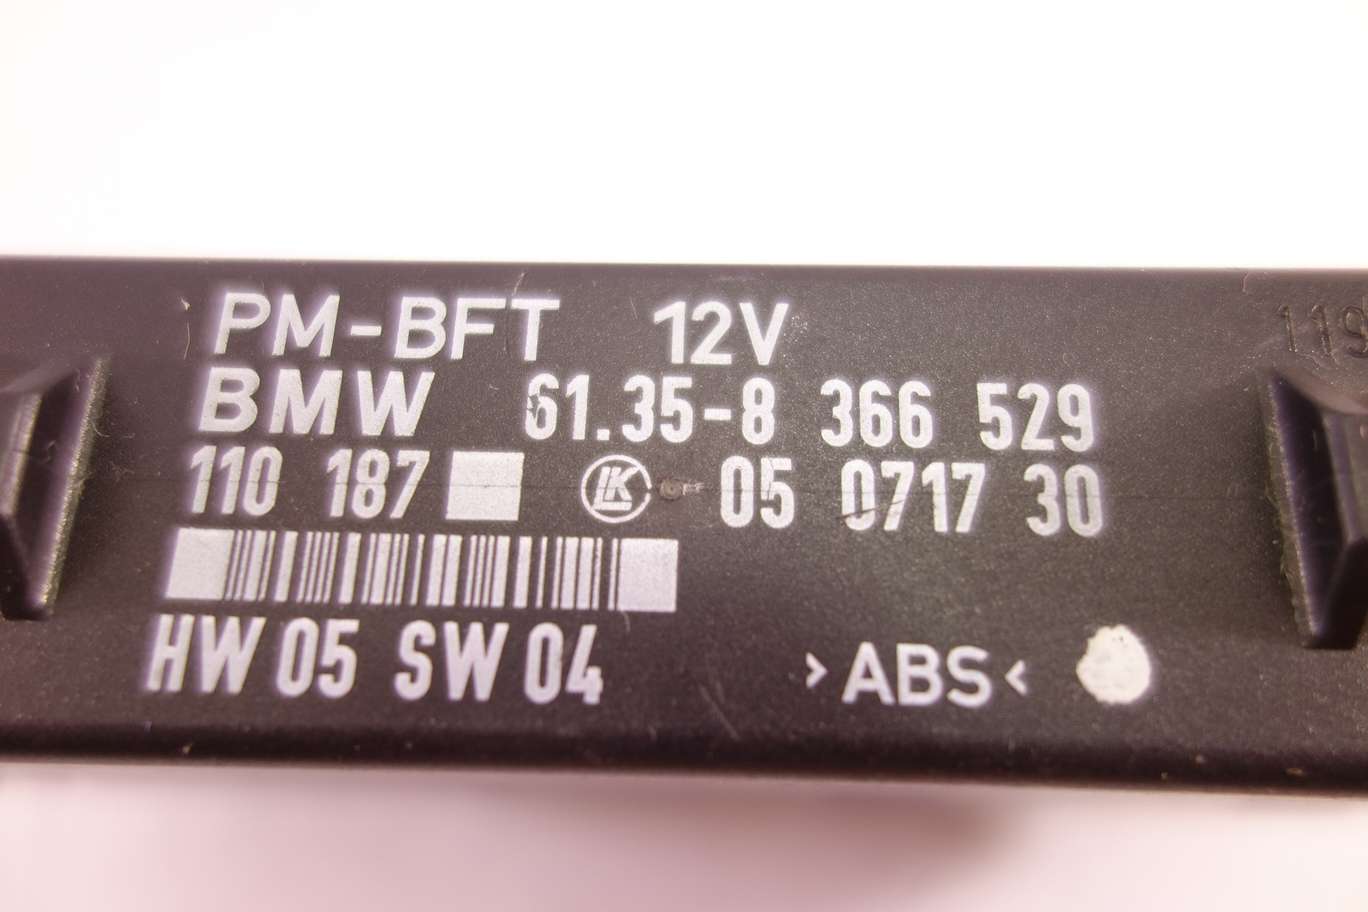 PM-BFT 12V
BMW 61.35-8 366 529
110 187 LK 05 0717 30
HW 05 SW 04
>ABS<